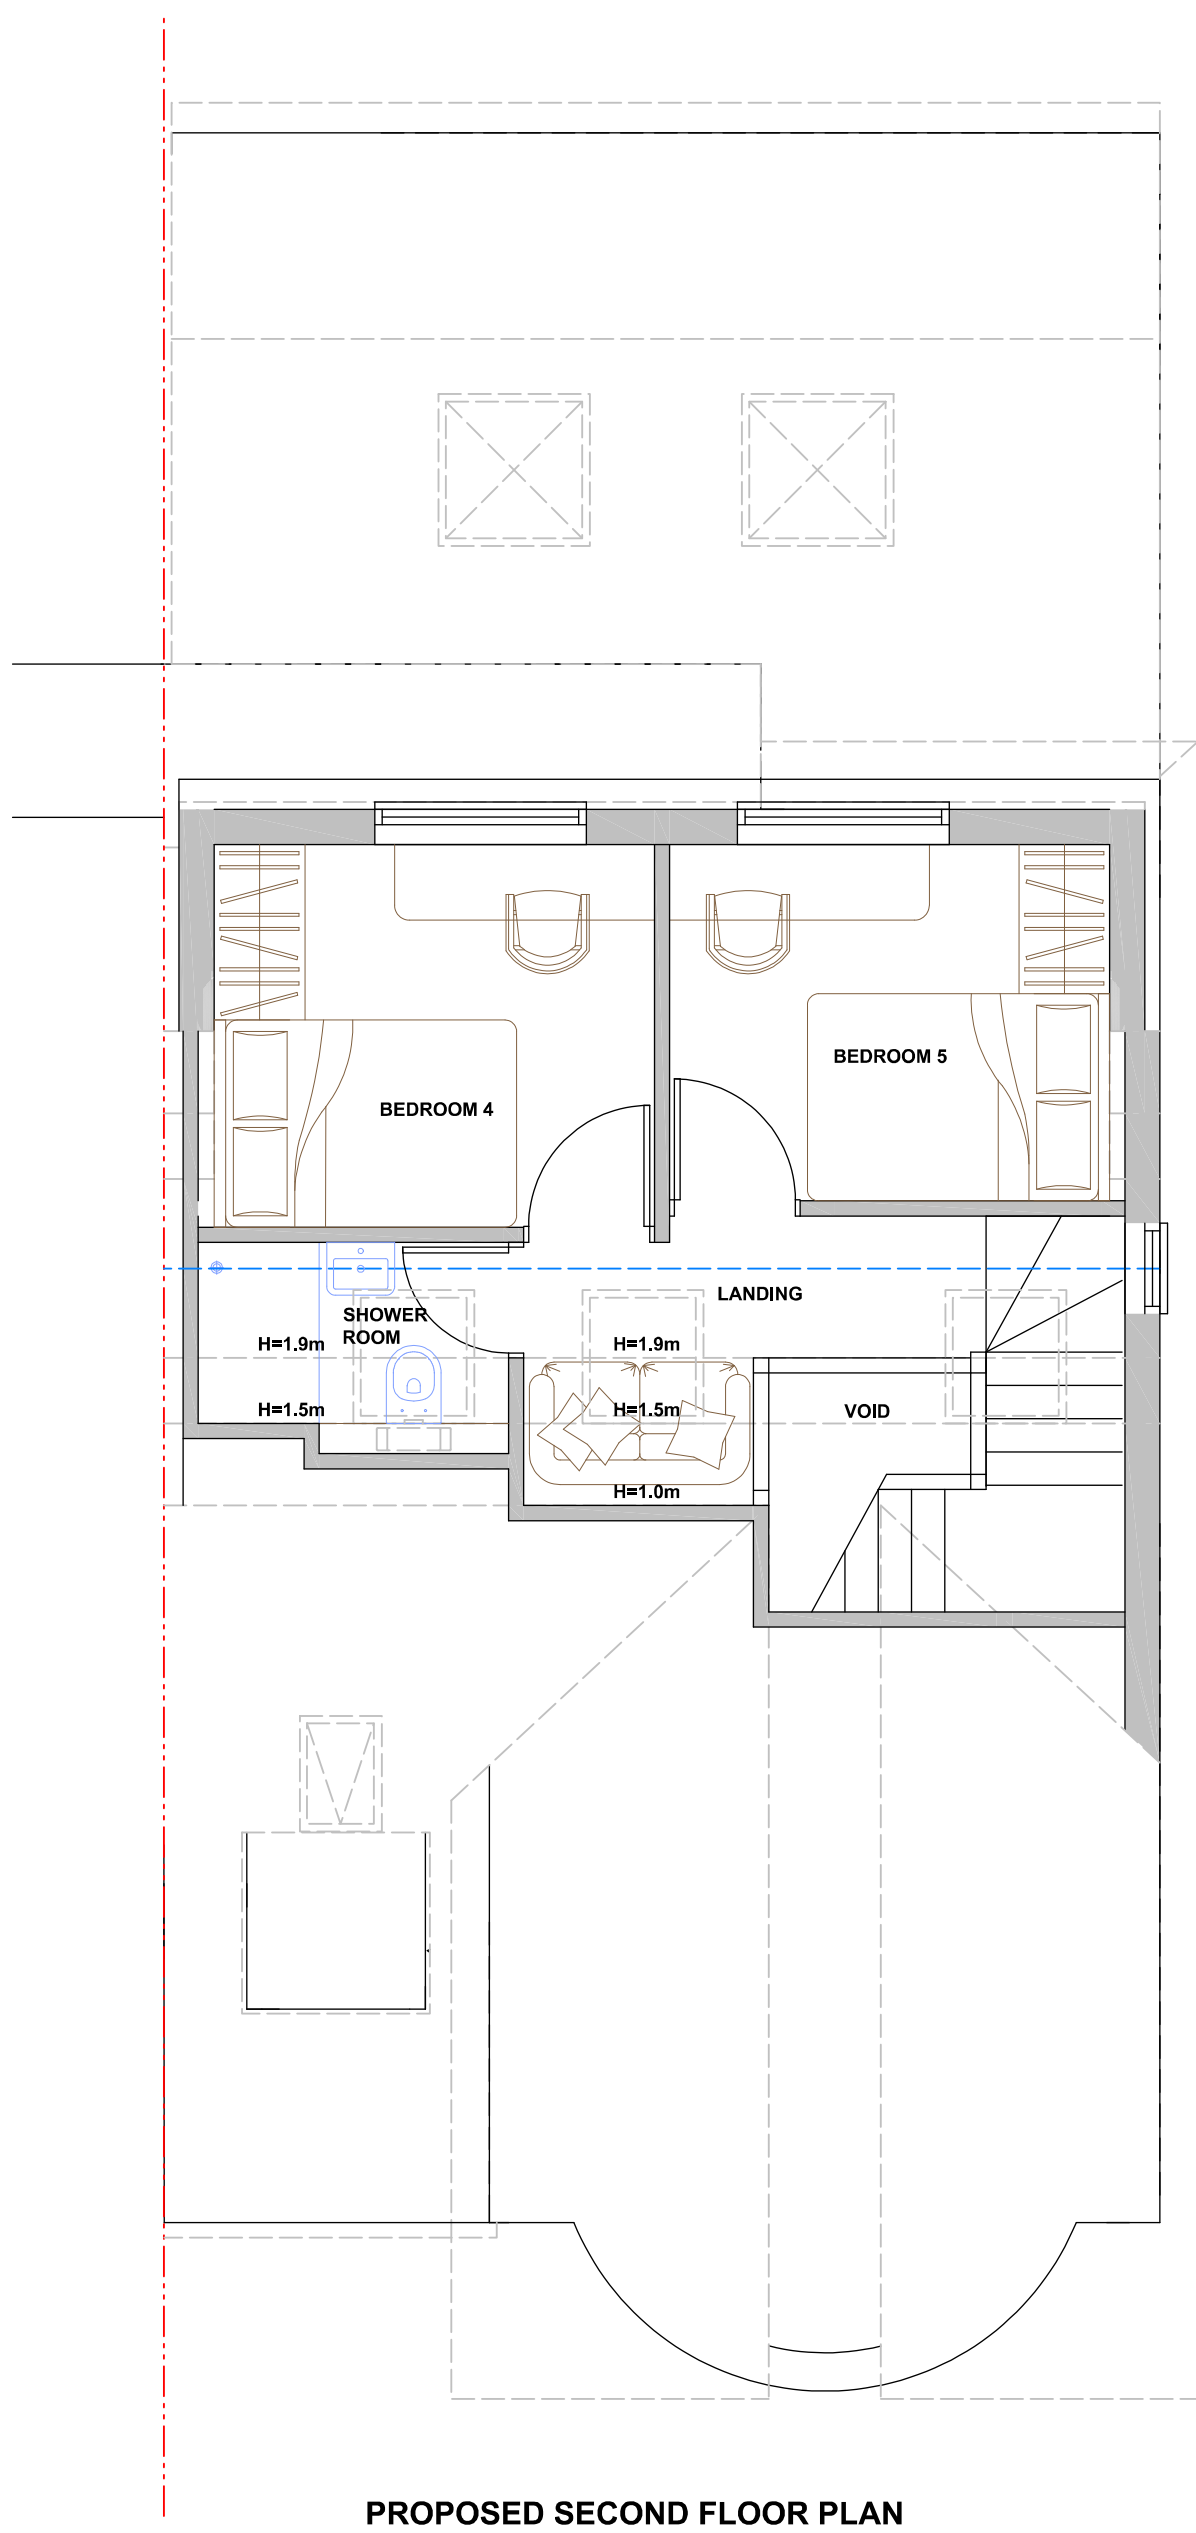 BEDROOM 5
BEDROOM 4
LANDING
SHOWER
ROOM
H=1.9m
H=1.9m
H=1.5m
H=1.5m
VOID
H=1.0m
PROPOSED SECOND FLOOR PLAN